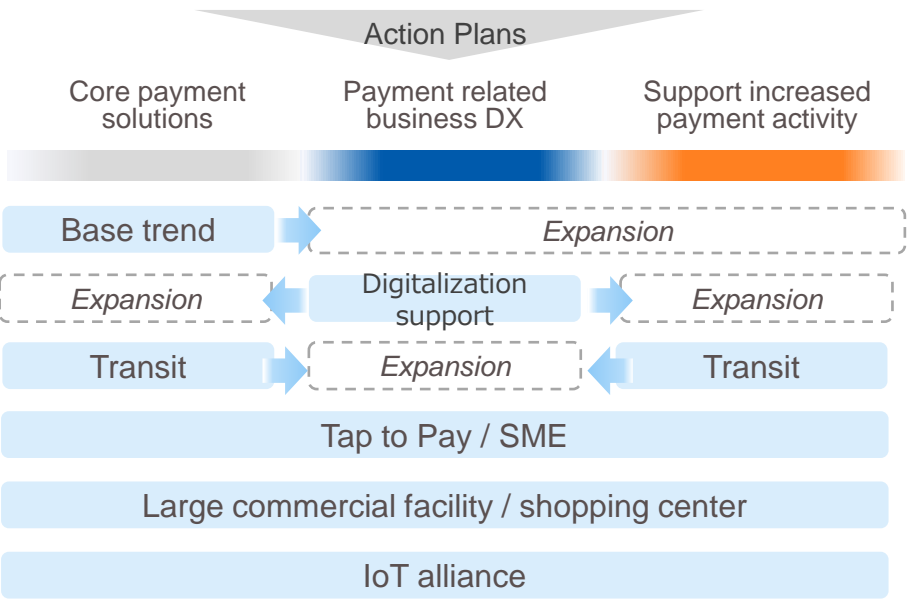 Action Plans
Core payment
solutions
Payment related
business DX
Support increased
payment activity
Base trend
Expansion
Expansion
Digitalization
support
Expansion
Transit
Expansion
Transit
Tap to Pay / SME
Large commercial facility / shopping center
IoT alliance